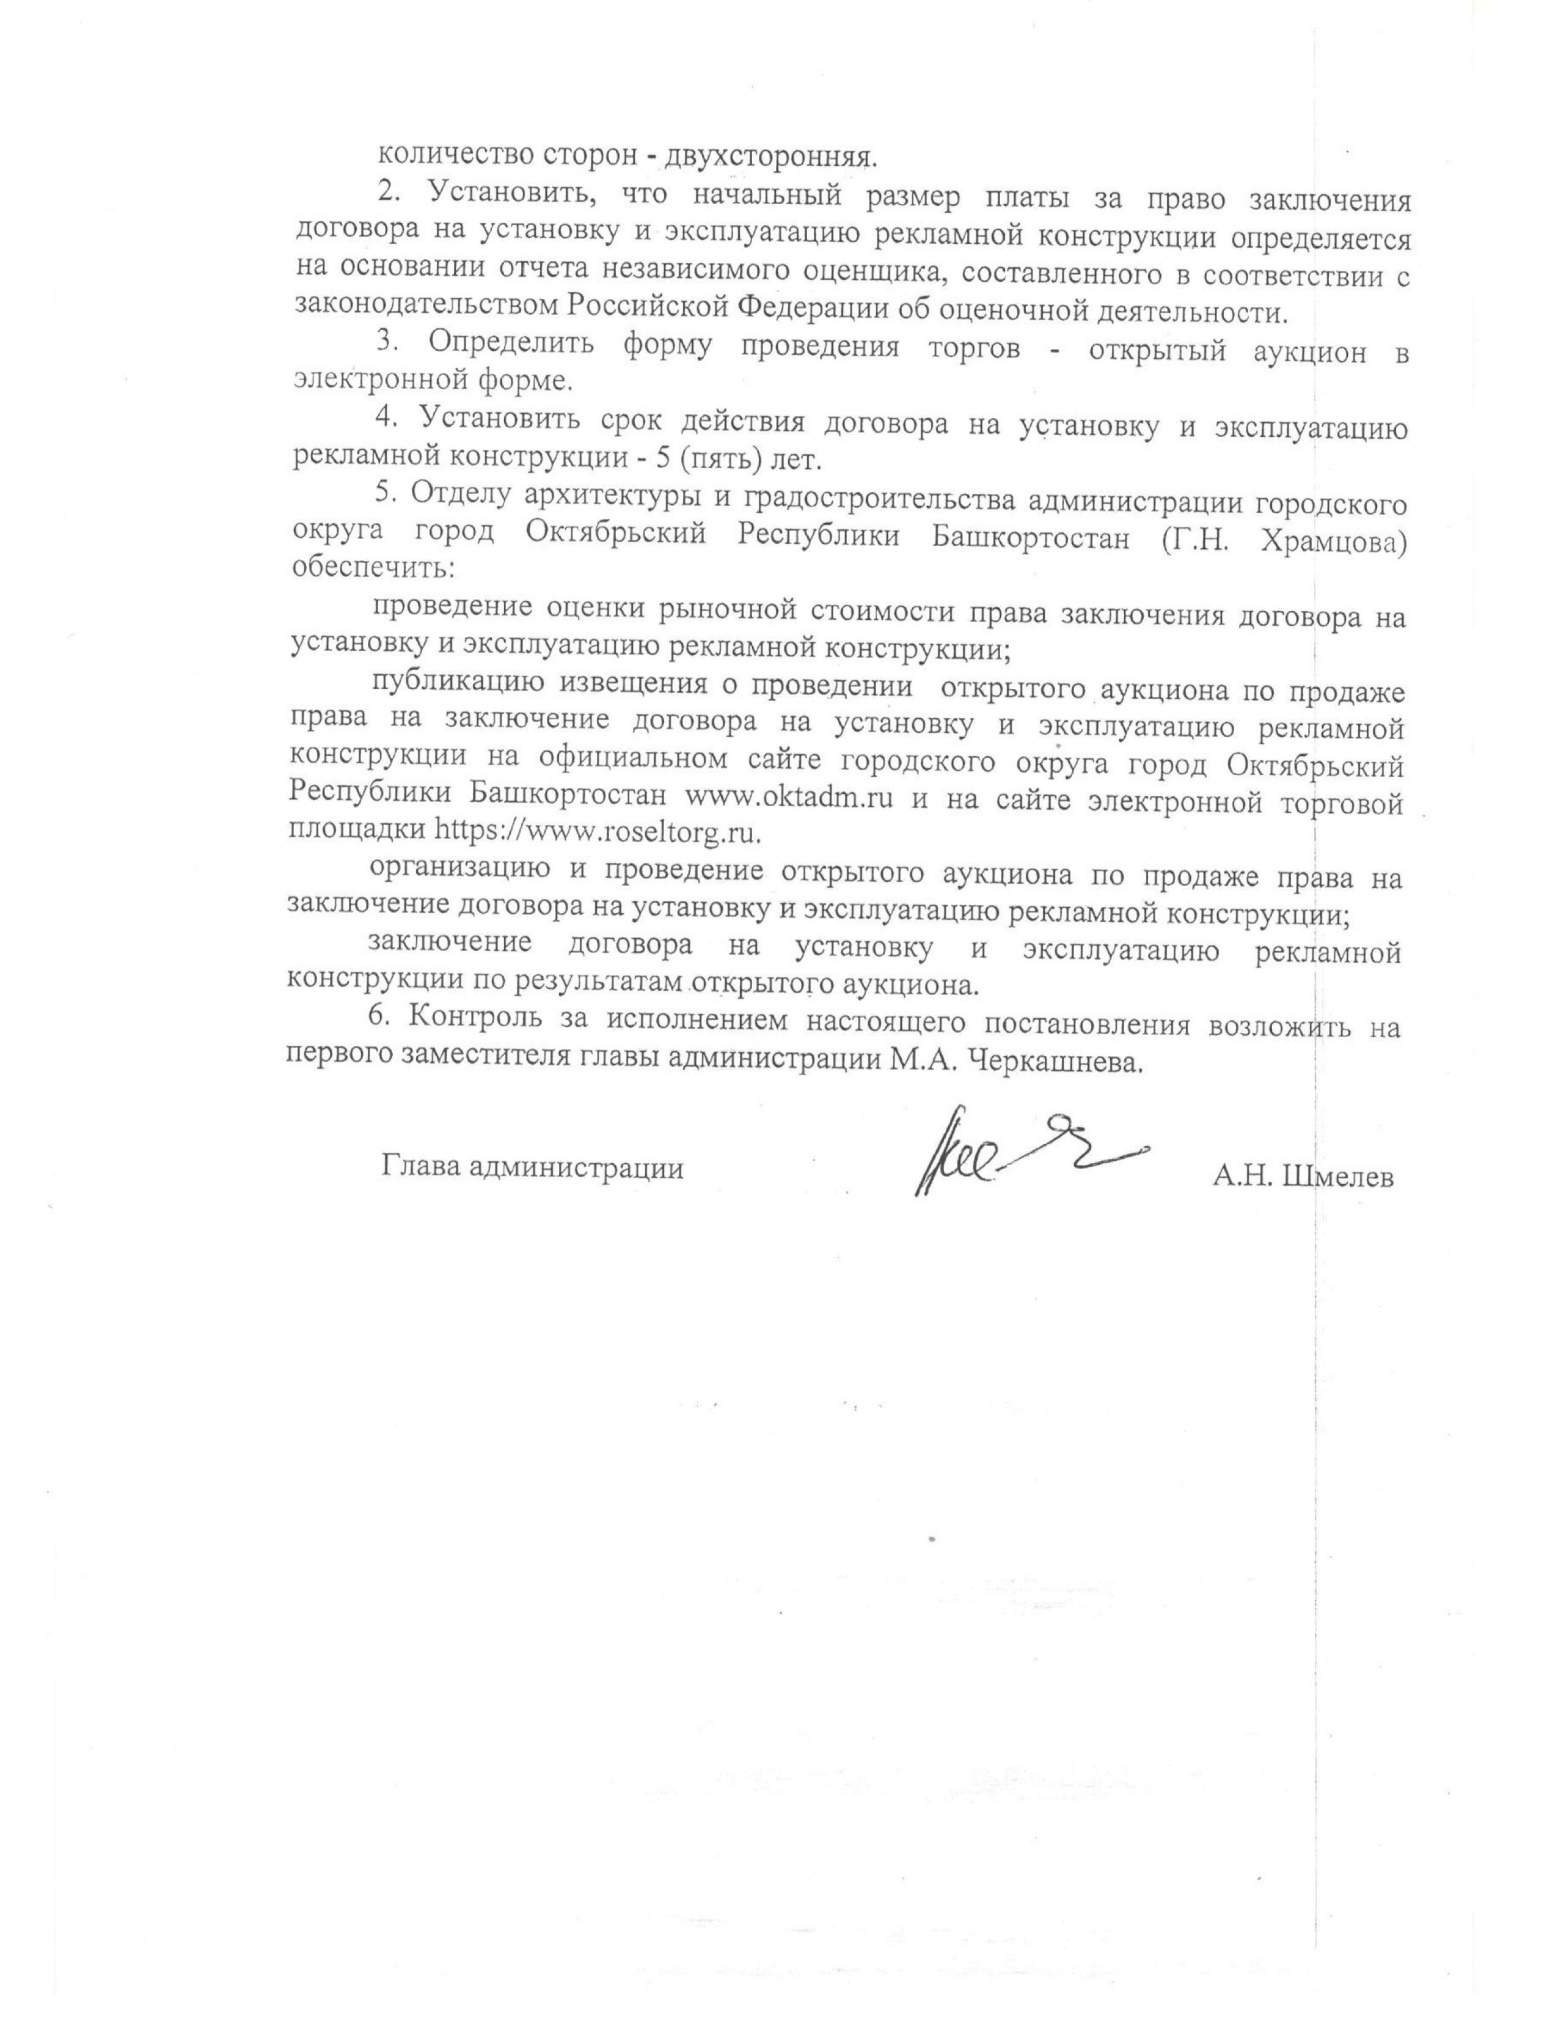 количество сторон - двухсторонняя.
2. Установить, что начальный размер платы за право заключения
договора на установку и эксплуатацию рекламной конструкции определяется
на основании отчета независимого оценщика, составленного в соответствии с
законодательством Российской Федерации об оценочной деятельности.
3. Определить форму проведения торгов - открытый аукцион в
электронной форме.
4. Установить срок действия договора на установку и эксплуатацию
рекламной конструкции - 5 (пять) лет.
5. Отделу архитектуры и градостроительства администрации городского
округа город Октябрьский Республики Башкортостан (Г.Н. Храмцова)
обеспечить:
проведение оценки рыночной стоимости права заключения договора на
установку и эксплуатацию рекламной конструкции;
публикацию извещения о проведении открытого аукциона по продаже
права на заключение договора на установку и эксплуатацию рекламной
конструкции на официальном сайте городского округа город Октябрьский
Республики Башкортостан www.oktadm.ru и на сайте электронной торговой
площадки https://www.roseltorg.ru.
организацию и проведение открытого аукциона по продаже права на
заключение договора на установку и эксплуатацию рекламной конструкции;
заключение договора на установку и эксплуатацию рекламной
конструкции по результатам открытого аукциона.
6. Контроль за исполнением настоящего постановления возложить на
первого заместителя главы администрации М.А. Черкашнева.
Глава администрации А.Н. Шмелев